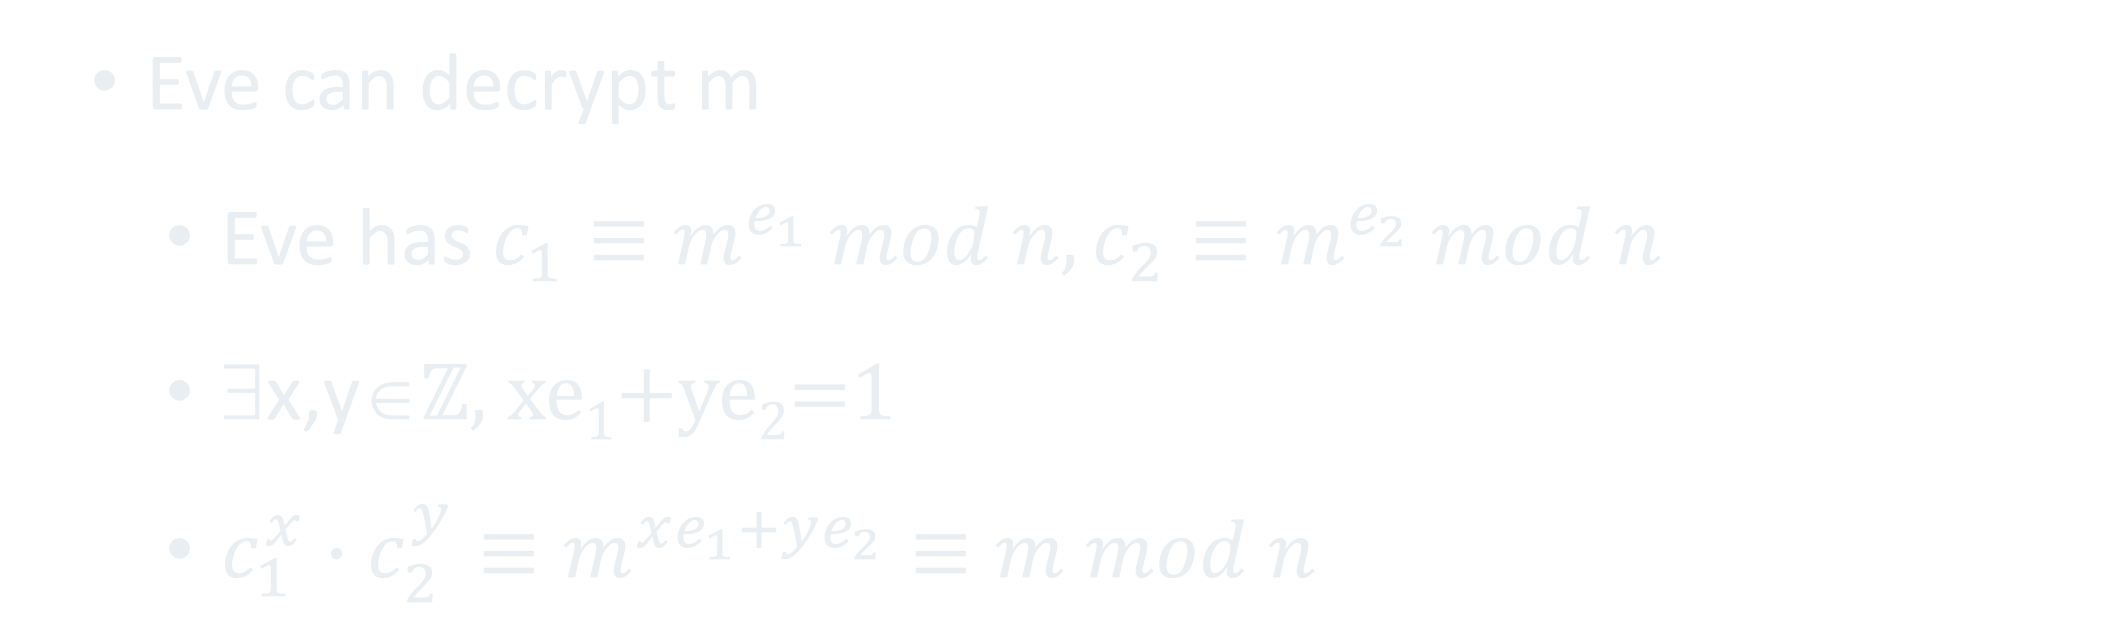 • Eve can decrypt m
• Eve has c₁ ≡ m^{e₁} mod n, c₂ ≡ m^{e₂} mod n
• ∃x,y∈ℤ, xe₁+ye₂=1
• c₁^x · c₂^y ≡ m^{xe₁+ye₂} ≡ m mod n